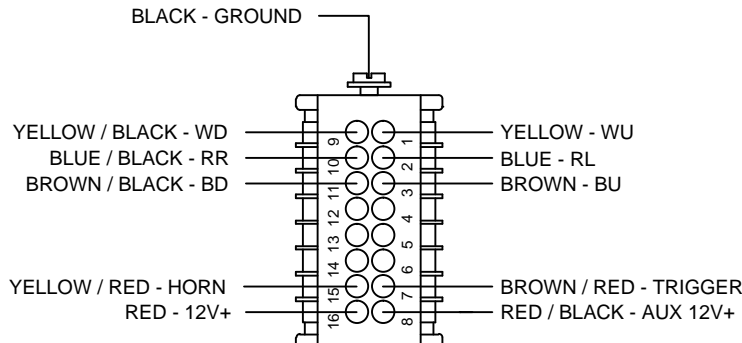 BLACK - GROUND
YELLOW / BLACK - WD 9 1 YELLOW - WU
BLUE / BLACK - RR 10 2 BLUE - RL
BROWN / BLACK - BD 11 3 BROWN - BU
12 4
13 5
14 6
YELLOW / RED - HORN 15 7 BROWN / RED - TRIGGER
RED - 12V+ 16 8 RED / BLACK - AUX 12V+